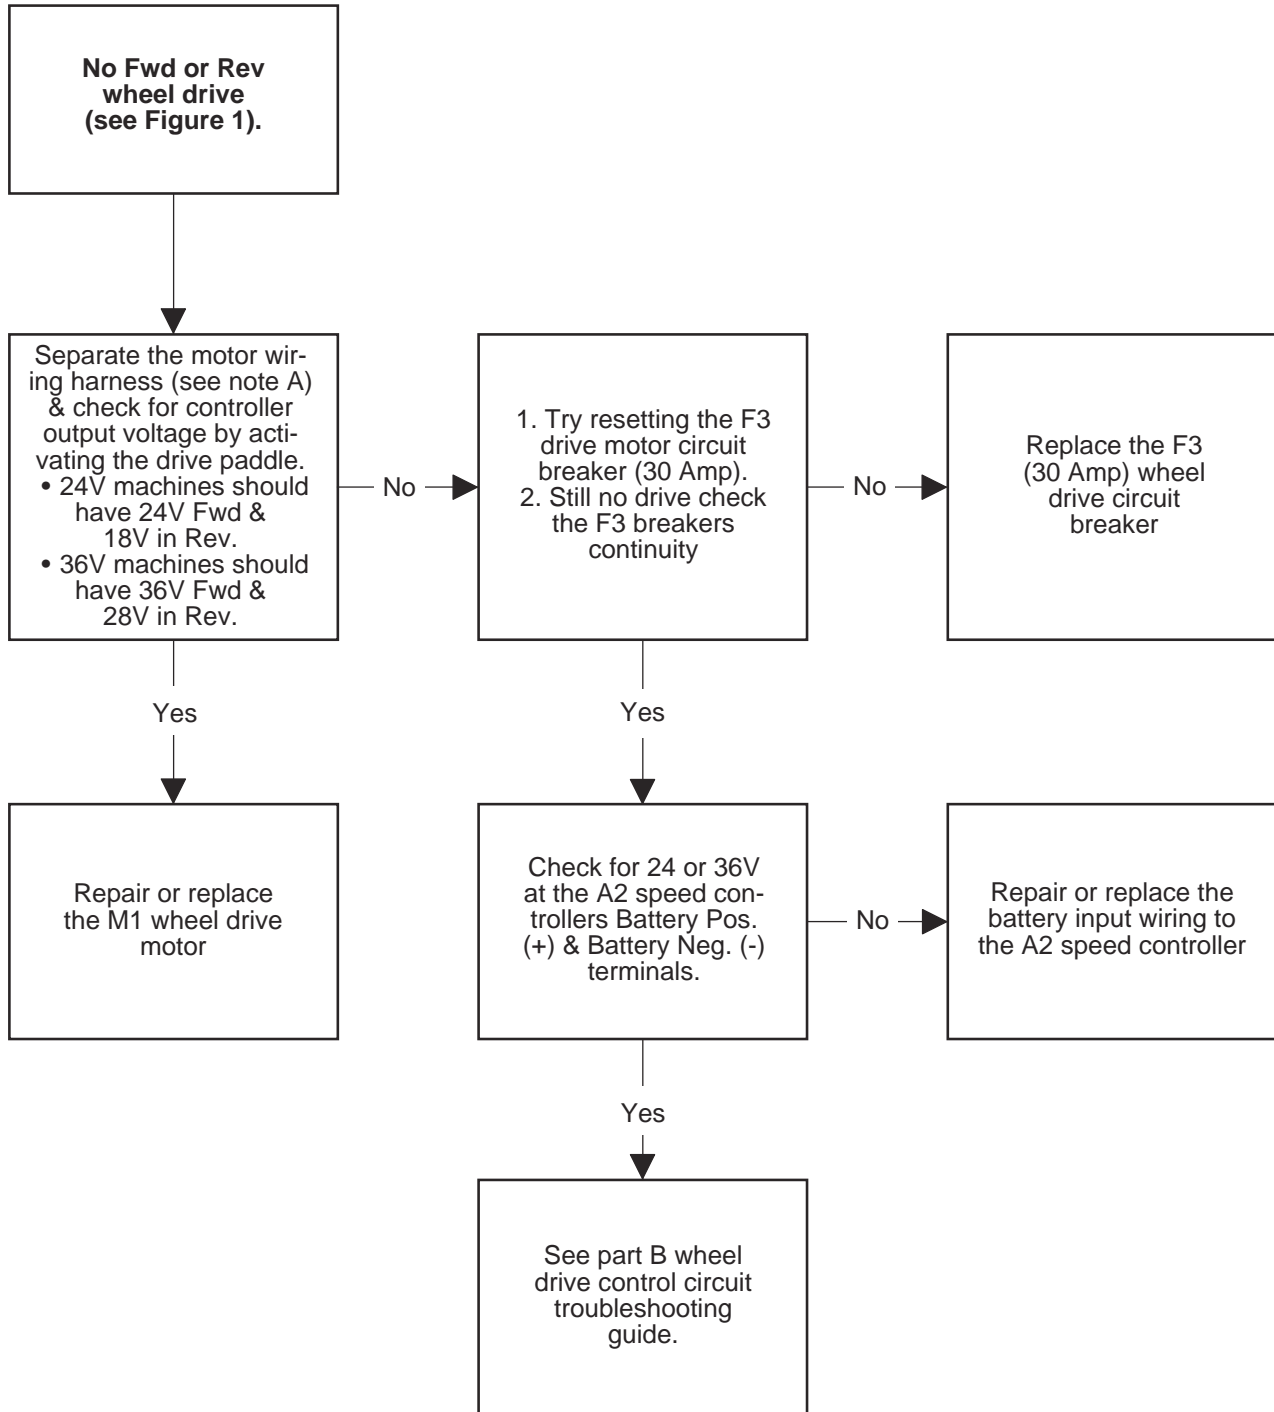 No Fwd or Rev
wheel drive
(see Figure 1).
Separate the motor wir-
ing harness (see note A)
& check for controller
output voltage by acti-
vating the drive paddle.
• 24V machines should
have 24V Fwd &
18V in Rev.
• 36V machines should
have 36V Fwd &
28V in Rev.
No
1. Try resetting the F3
drive motor circuit
breaker (30 Amp).
2. Still no drive check
the F3 breakers
continuity
No
Replace the F3
(30 Amp) wheel
drive circuit
breaker
Yes
Yes
Repair or replace
the M1 wheel drive
motor
Check for 24 or 36V
at the A2 speed con-
trollers Battery Pos.
(+) & Battery Neg. (-)
terminals.
No
Repair or replace the
battery input wiring to
the A2 speed controller
Yes
See part B wheel
drive control circuit
troubleshooting
guide.